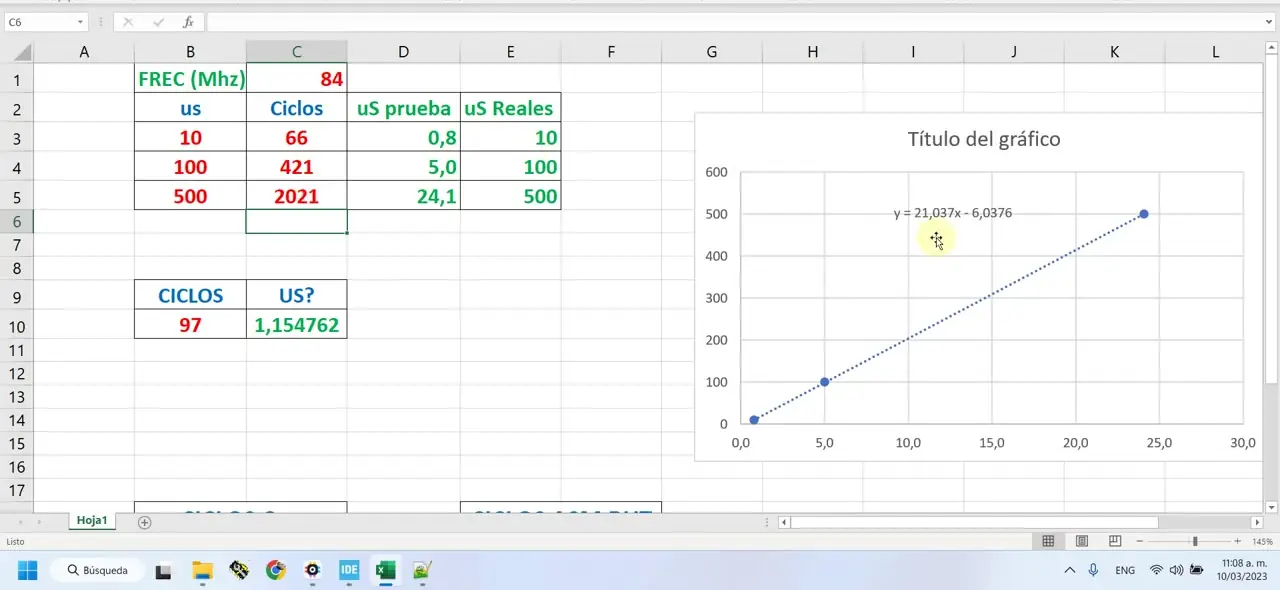 C6
fx
A B C D E F G H I J K L
1 FREC (Mhz) 84
2 us Ciclos uS prueba uS Reales
3 10 66 0,8 10
4 100 421 5,0 100
5 500 2021 24,1 500
6
7
8
9 CICLOS US?
10 97 1,154762
11
12
13
14
15
16
17
Título del gráfico
600
500
400
300
200
100
0
y = 21,037x - 6,0376
0,0 5,0 10,0 15,0 20,0 25,0 30,0
Hoja1
Listo
145%
Búsqueda
IDE
ENG
11:08 a. m.
10/03/2023